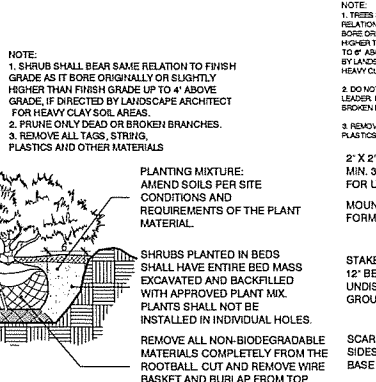 NOTE:
1. SHRUB SHALL BEAR SAME RELATION TO FINISH
GRADE AS IT BORE ORIGINALLY OR SLIGHTLY
HIGHER THAN FINISH GRADE UP TO 4' ABOVE
GRADE, IF DIRECTED BY LANDSCAPE ARCHITECT
FOR HEAVY CLAY SOIL AREAS.
2. PRUNE ONLY DEAD OR BROKEN BRANCHES.
3. REMOVE ALL TAGS, STRING,
PLASTICS AND OTHER MATERIALS
PLANTING MIXTURE:
AMEND SOILS PER SITE
CONDITIONS AND
REQUIREMENTS OF THE PLANT
MATERIAL.
SHRUBS PLANTED IN BEDS
SHALL HAVE ENTIRE BED MASS
EXCAVATED AND BACKFILLED
WITH APPROVED PLANT MIX.
PLANTS SHALL NOT BE
INSTALLED IN INDIVIDUAL HOLES.
REMOVE ALL NON-BIODEGRADABLE
MATERIALS COMPLETELY FROM THE
ROOTBALL. CUT AND REMOVE WIRE
BASKET AND BURLAP FROM TOP
NOTE:
1. TREES
RELATION
BORE OR
HIGHER T
TO 6" AB
BY LANDS
HEAVY CL
2. DO NOT
LEADER.
BROKEN
3. REMOV
PLASTICS
2" X 2"
MIN. 3
FOR U
MOUN
FORM
STAKE
12" BE
UNDIS
GROU
SCAR
SIDES
BASE